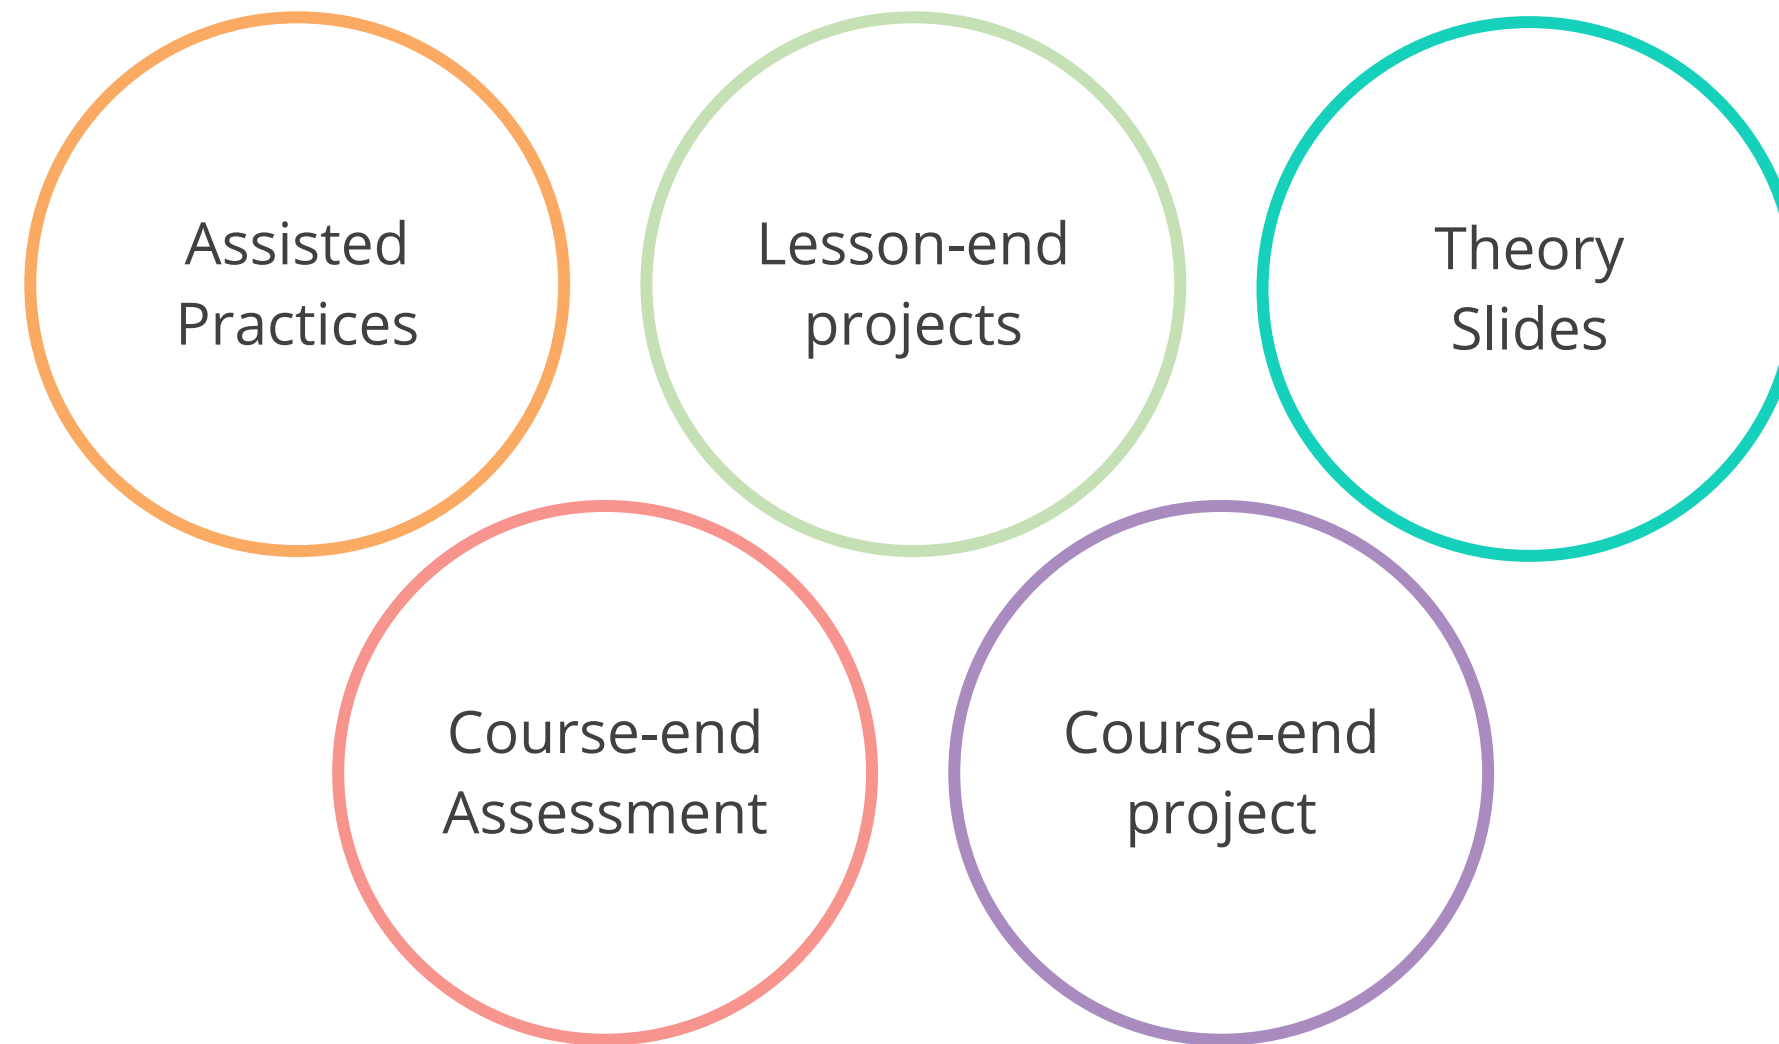 Assisted
Practices
Lesson-end
projects
Theory
Slides
Course-end
Assessment
Course-end
project